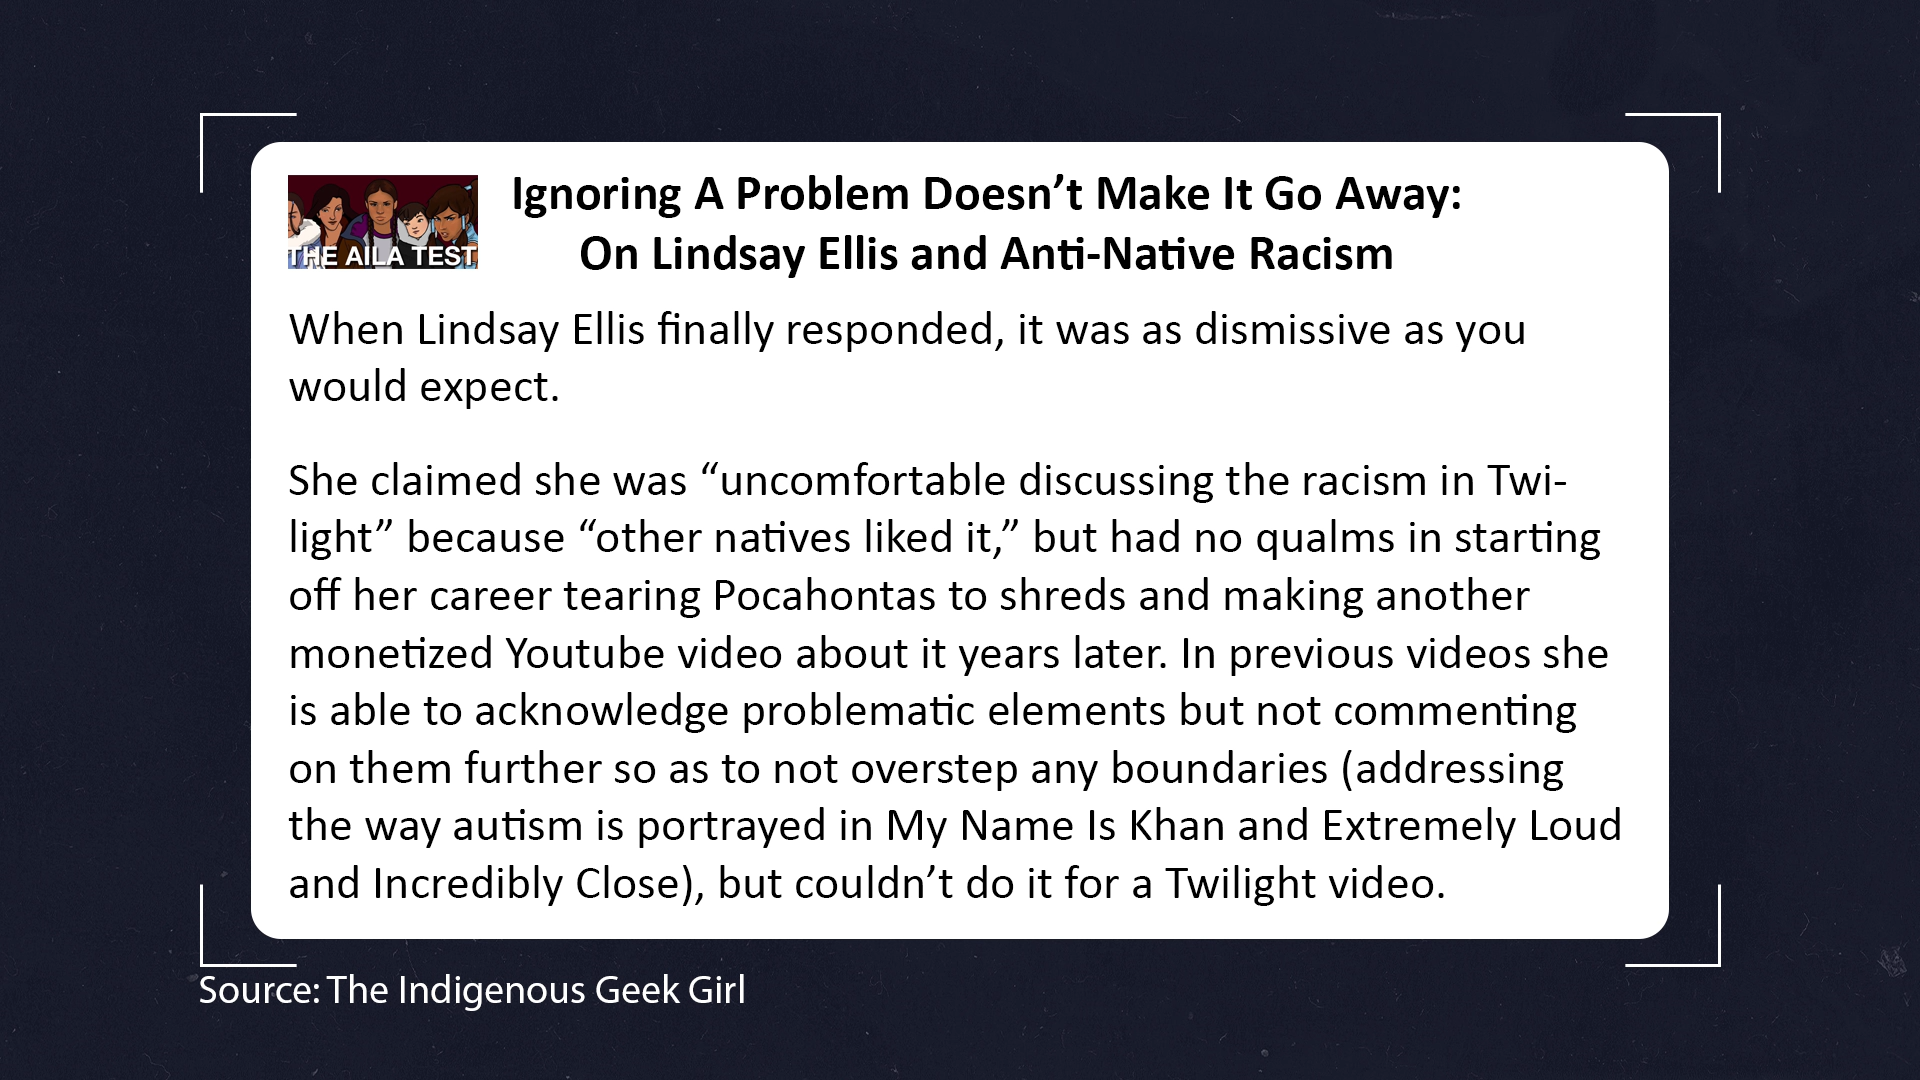 THE AILA TEST
Ignoring A Problem Doesn’t Make It Go Away:
On Lindsay Ellis and Anti-Native Racism
When Lindsay Ellis finally responded, it was as dismissive as you
would expect.
She claimed she was “uncomfortable discussing the racism in Twi-
light” because “other natives liked it,” but had no qualms in starting
off her career tearing Pocahontas to shreds and making another
monetized Youtube video about it years later. In previous videos she
is able to acknowledge problematic elements but not commenting
on them further so as to not overstep any boundaries (addressing
the way autism is portrayed in My Name Is Khan and Extremely Loud
and Incredibly Close), but couldn’t do it for a Twilight video.
Source: The Indigenous Geek Girl